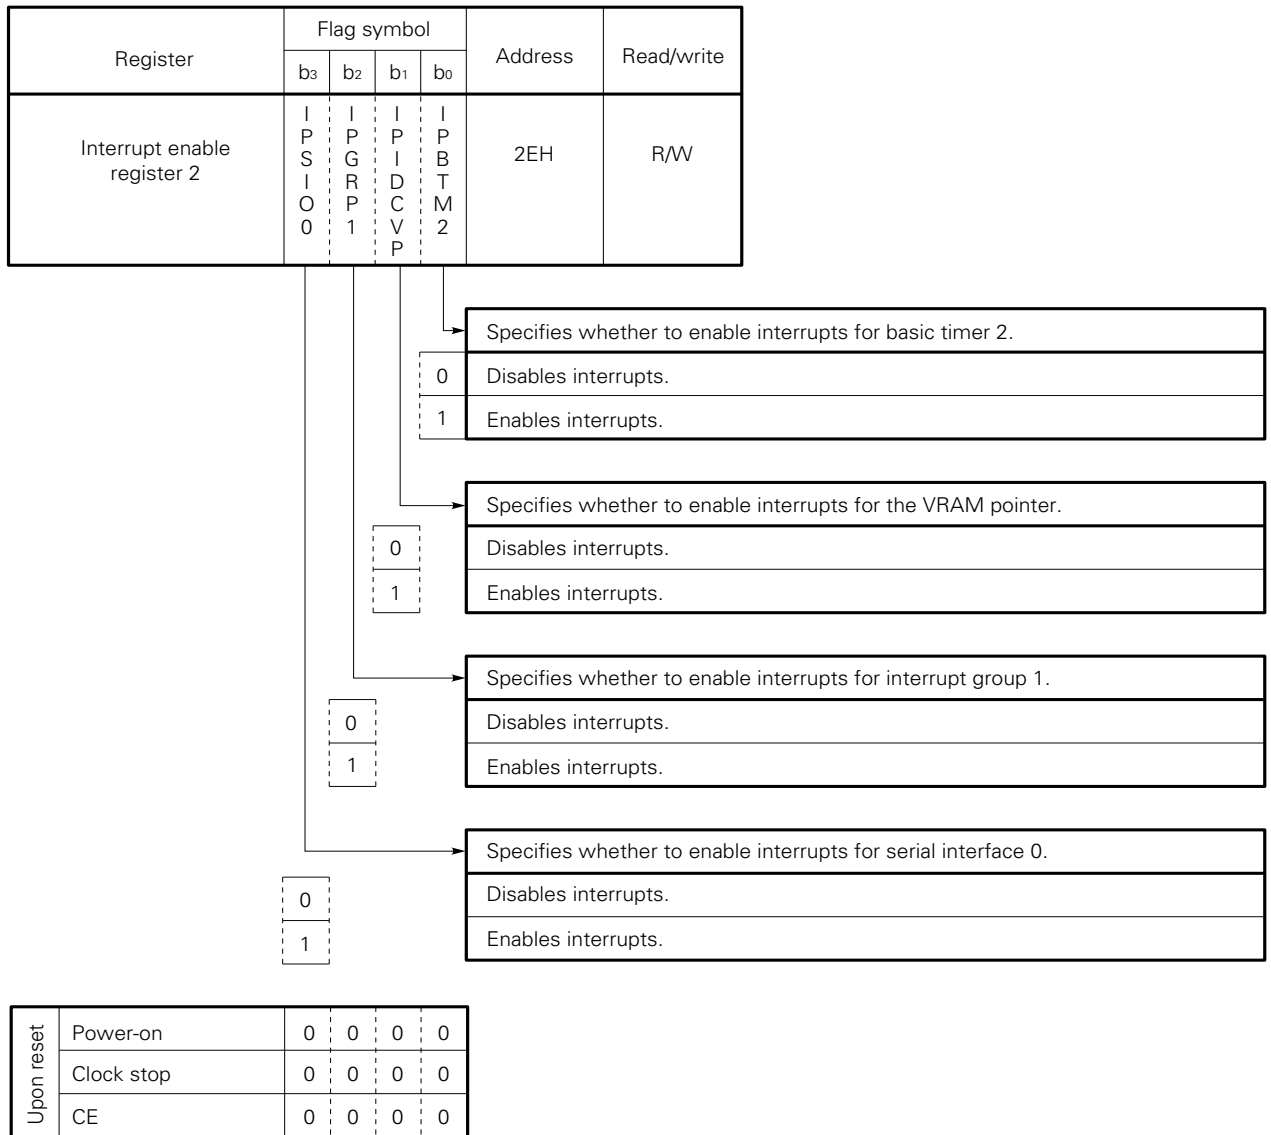 Register
Flag symbol
Address
Read/write
b3 b2 b1 b0
Interrupt enable
register 2
IPSIO0
IPGRP1
IPIDCVP
IPBTM2
2EH
R/W
Specifies whether to enable interrupts for basic timer 2.
0 Disables interrupts.
1 Enables interrupts.
Specifies whether to enable interrupts for the VRAM pointer.
0 Disables interrupts.
1 Enables interrupts.
Specifies whether to enable interrupts for interrupt group 1.
0 Disables interrupts.
1 Enables interrupts.
Specifies whether to enable interrupts for serial interface 0.
0 Disables interrupts.
1 Enables interrupts.
Upon reset
Power-on 0 0 0 0
Clock stop 0 0 0 0
CE 0 0 0 0